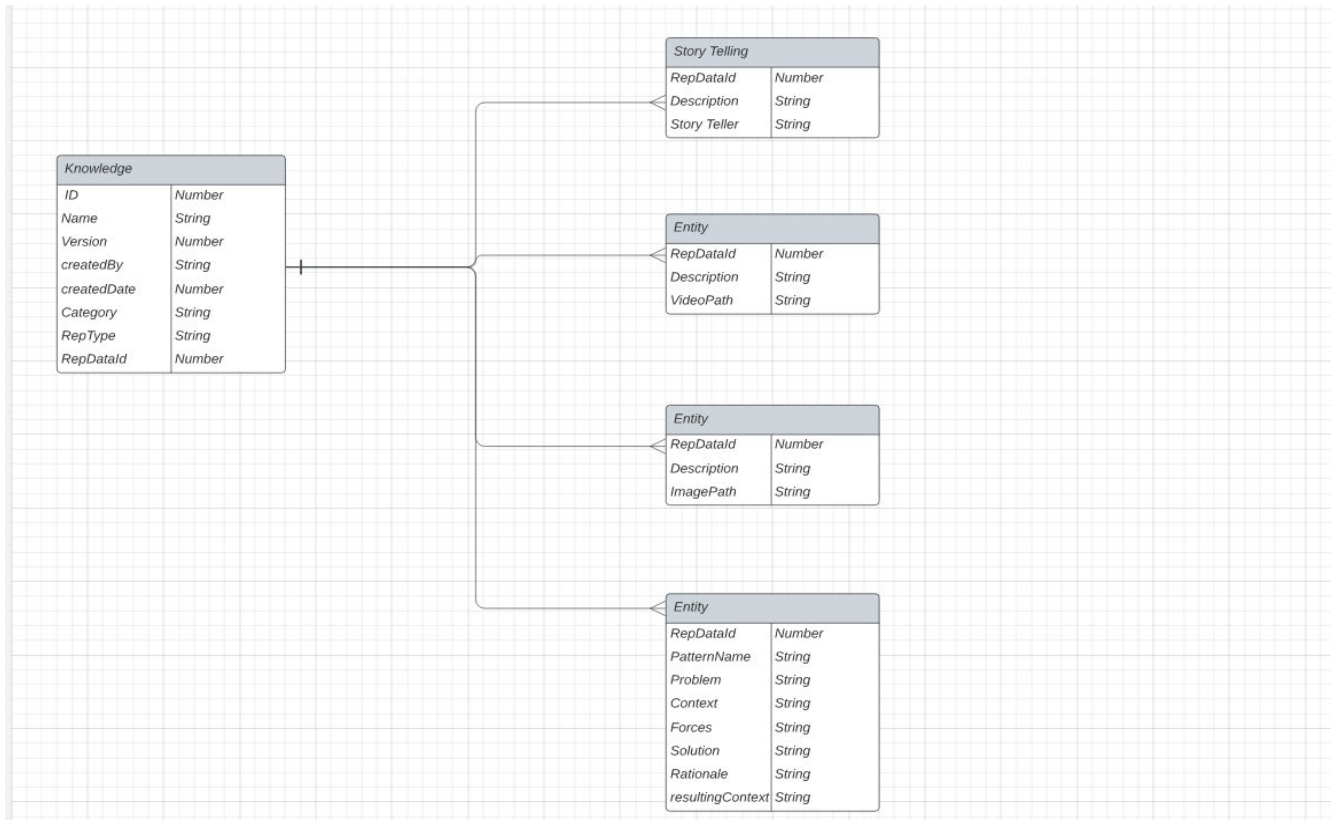 Story Telling
RepDataId Number
Description String
Story Teller String
Knowledge
ID Number
Name String
Version Number
createdBy String
createdDate Number
Category String
RepType String
RepDataId Number
Entity
RepDataId Number
Description String
VideoPath String
Entity
RepDataId Number
Description String
ImagePath String
Entity
RepDataId Number
PatternName String
Problem String
Context String
Forces String
Solution String
Rationale String
resultingContext String